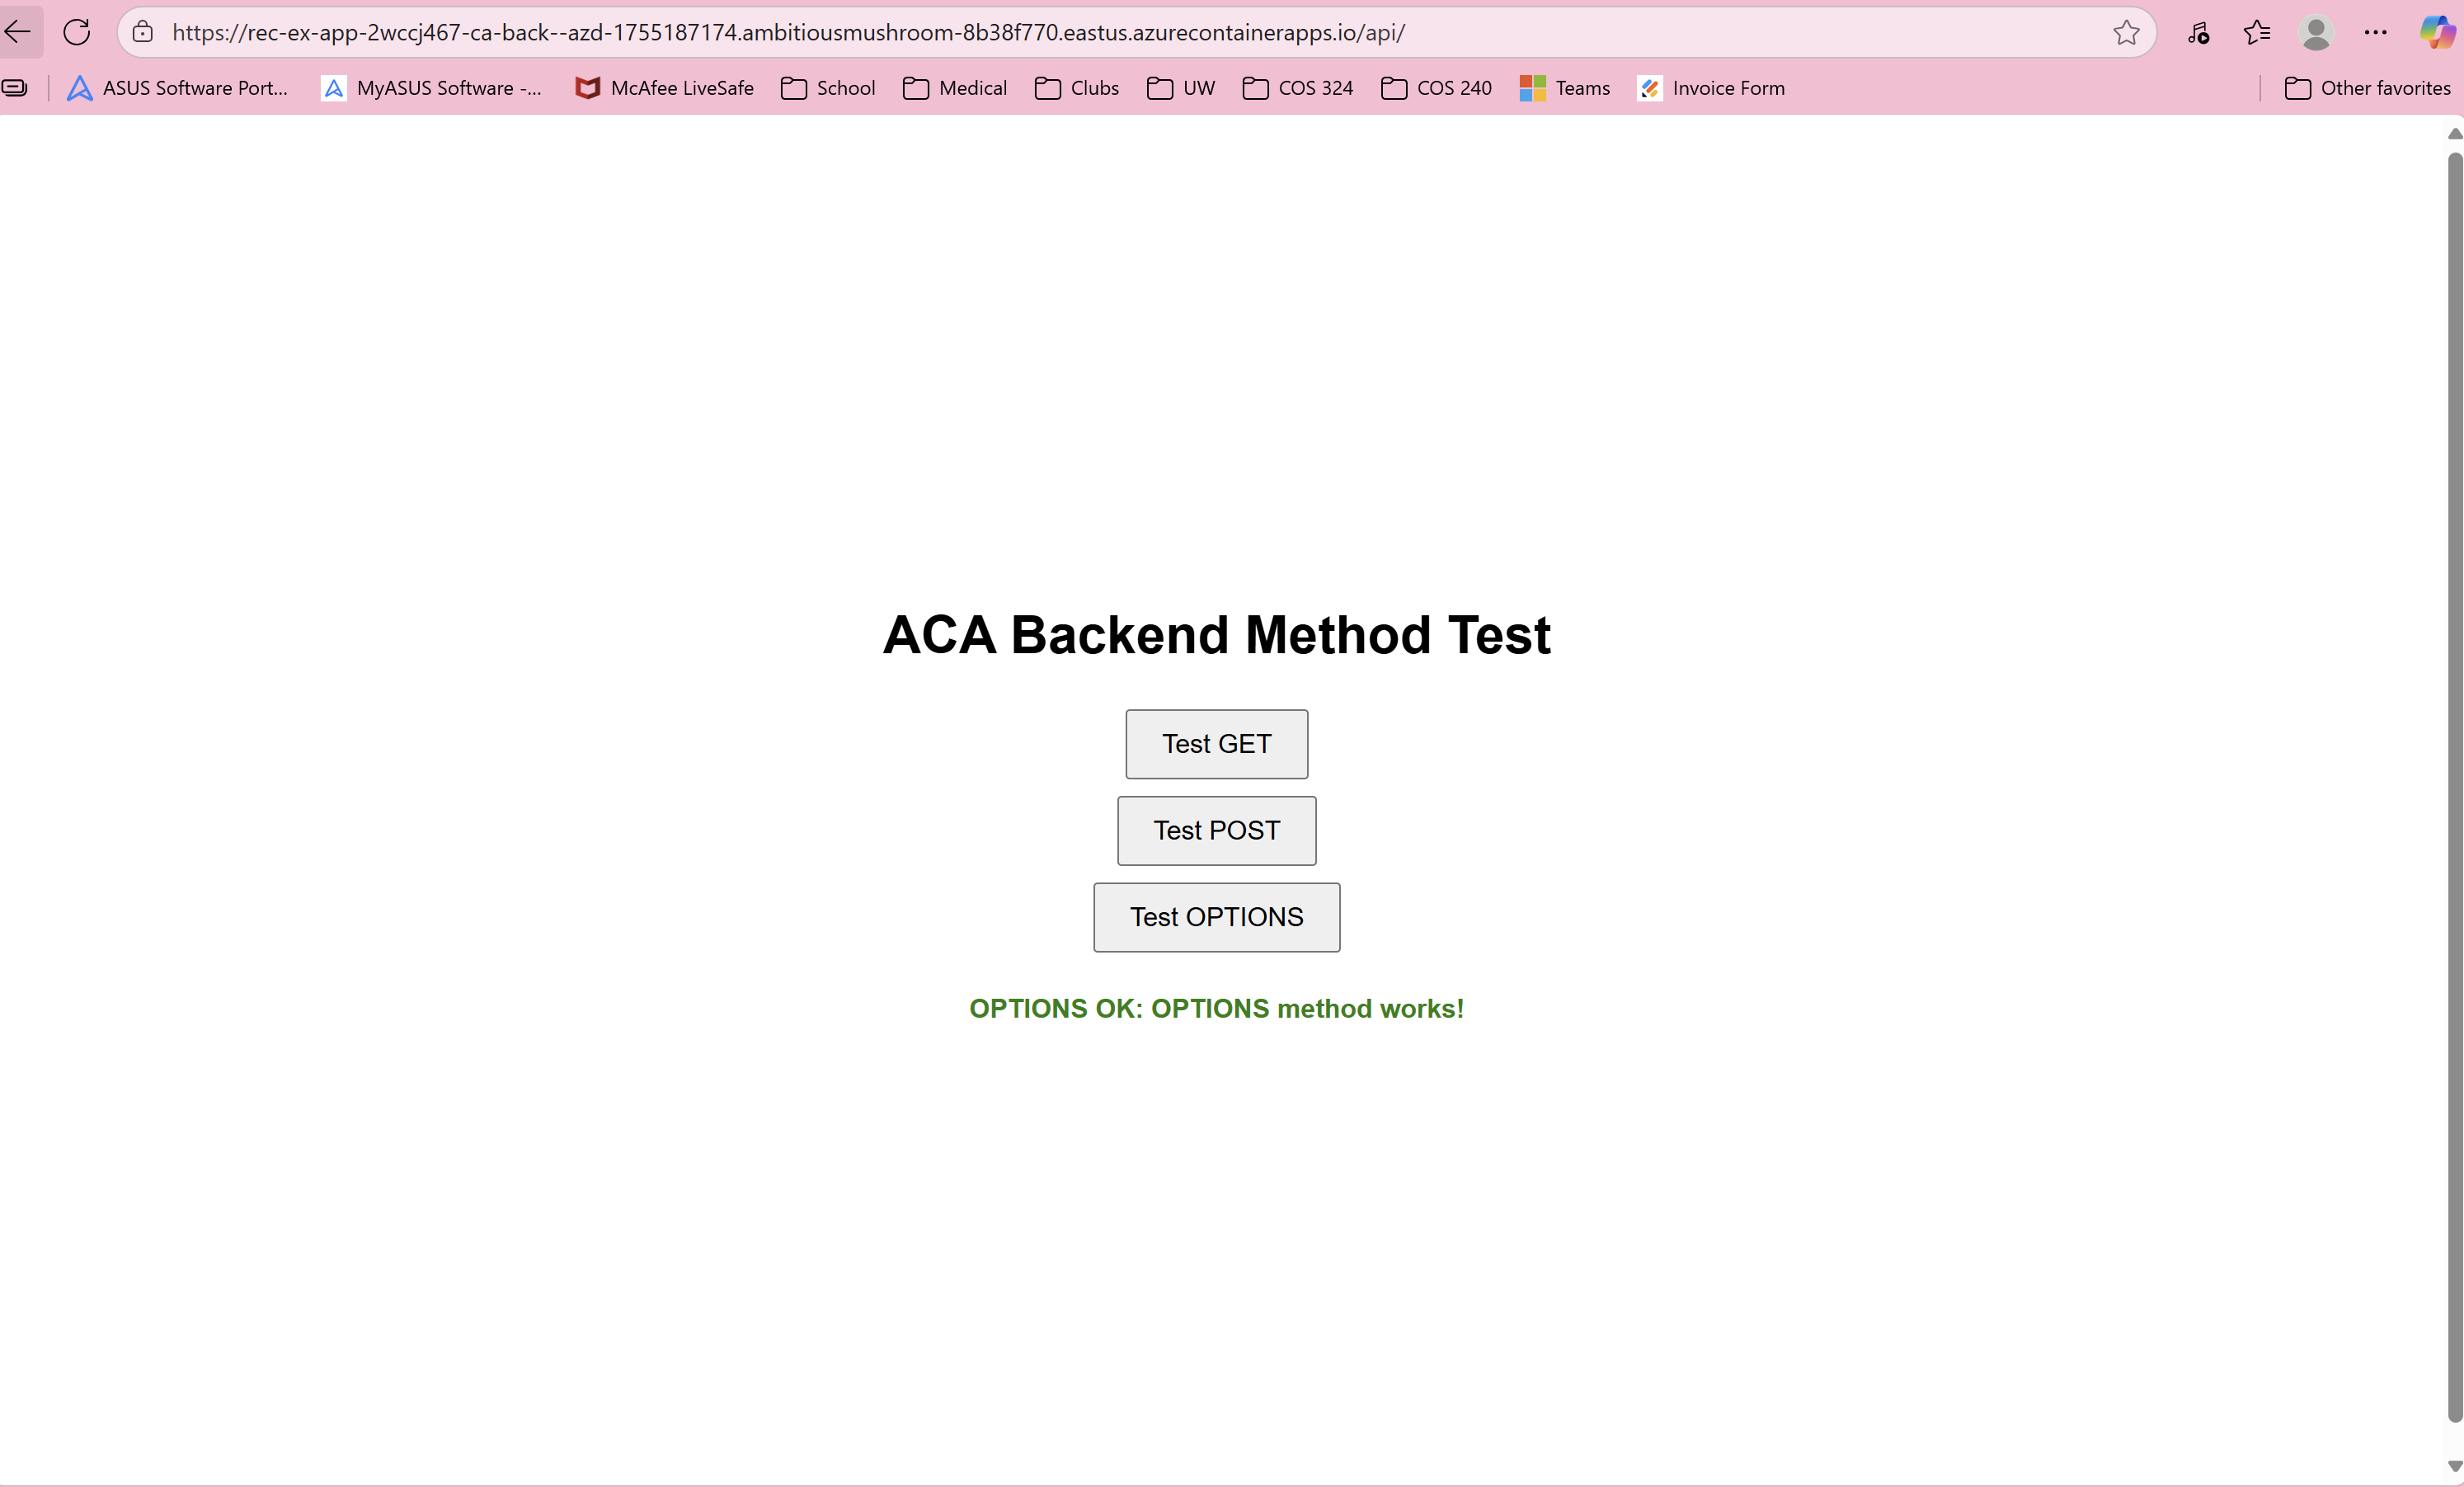 https://rec-ex-app-2wccj467-ca-back--azd-1755187174.ambitiousmushroom-8b38f770.eastus.azurecontainerapps.io/api/
ASUS Software Port... MyASUS Software -... McAfee LiveSafe School Medical Clubs UW COS 324 COS 240 Teams Invoice Form Other favorites
ACA Backend Method Test
Test GET
Test POST
Test OPTIONS
OPTIONS OK: OPTIONS method works!